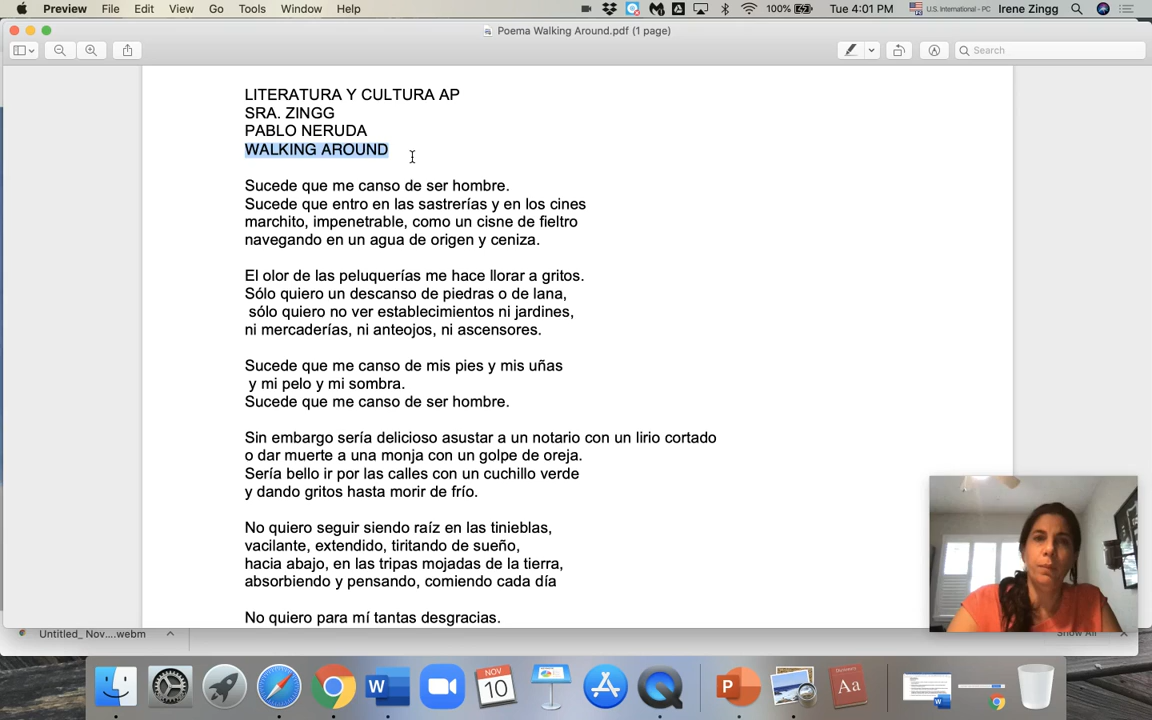 Preview File Edit View Go Tools Window Help 100% Tue 4:01 PM U.S. International - PC Irene Zingg
Poema Walking Around.pdf (1 page)
Search
LITERATURA Y CULTURA AP
SRA. ZINGG
PABLO NERUDA
WALKING AROUND
Sucede que me canso de ser hombre.
Sucede que entro en las sastrerías y en los cines
marchito, impenetrable, como un cisne de fieltro
navegando en un agua de origen y ceniza.
El olor de las peluquerías me hace llorar a gritos.
Sólo quiero un descanso de piedras o de lana,
sólo quiero no ver establecimientos ni jardines,
ni mercaderías, ni anteojos, ni ascensores.
Sucede que me canso de mis pies y mis uñas
y mi pelo y mi sombra.
Sucede que me canso de ser hombre.
Sin embargo sería delicioso asustar a un notario con un lirio cortado
o dar muerte a una monja con un golpe de oreja.
Sería bello ir por las calles con un cuchillo verde
y dando gritos hasta morir de frío.
No quiero seguir siendo raíz en las tinieblas,
vacilante, extendido, tiritando de sueño,
hacia abajo, en las tripas mojadas de la tierra,
absorbiendo y pensando, comiendo cada día
No quiero para mí tantas desgracias.
Untitled_ Nov....webm
Show All
NOV
10
W
P
Aa